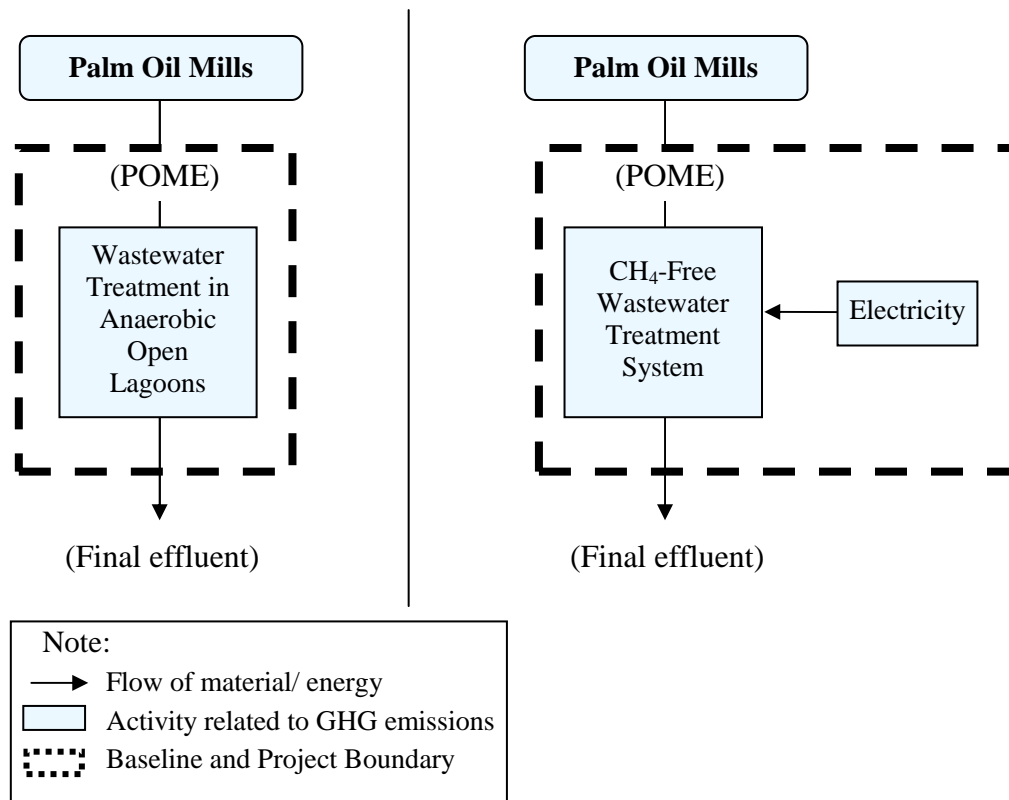 Palm Oil Mills
(POME)
Wastewater
Treatment in
Anaerobic
Open
Lagoons
(Final effluent)
Palm Oil Mills
(POME)
CH₄-Free
Wastewater
Treatment
System
Electricity
(Final effluent)
Note:
Flow of material/ energy
Activity related to GHG emissions
Baseline and Project Boundary